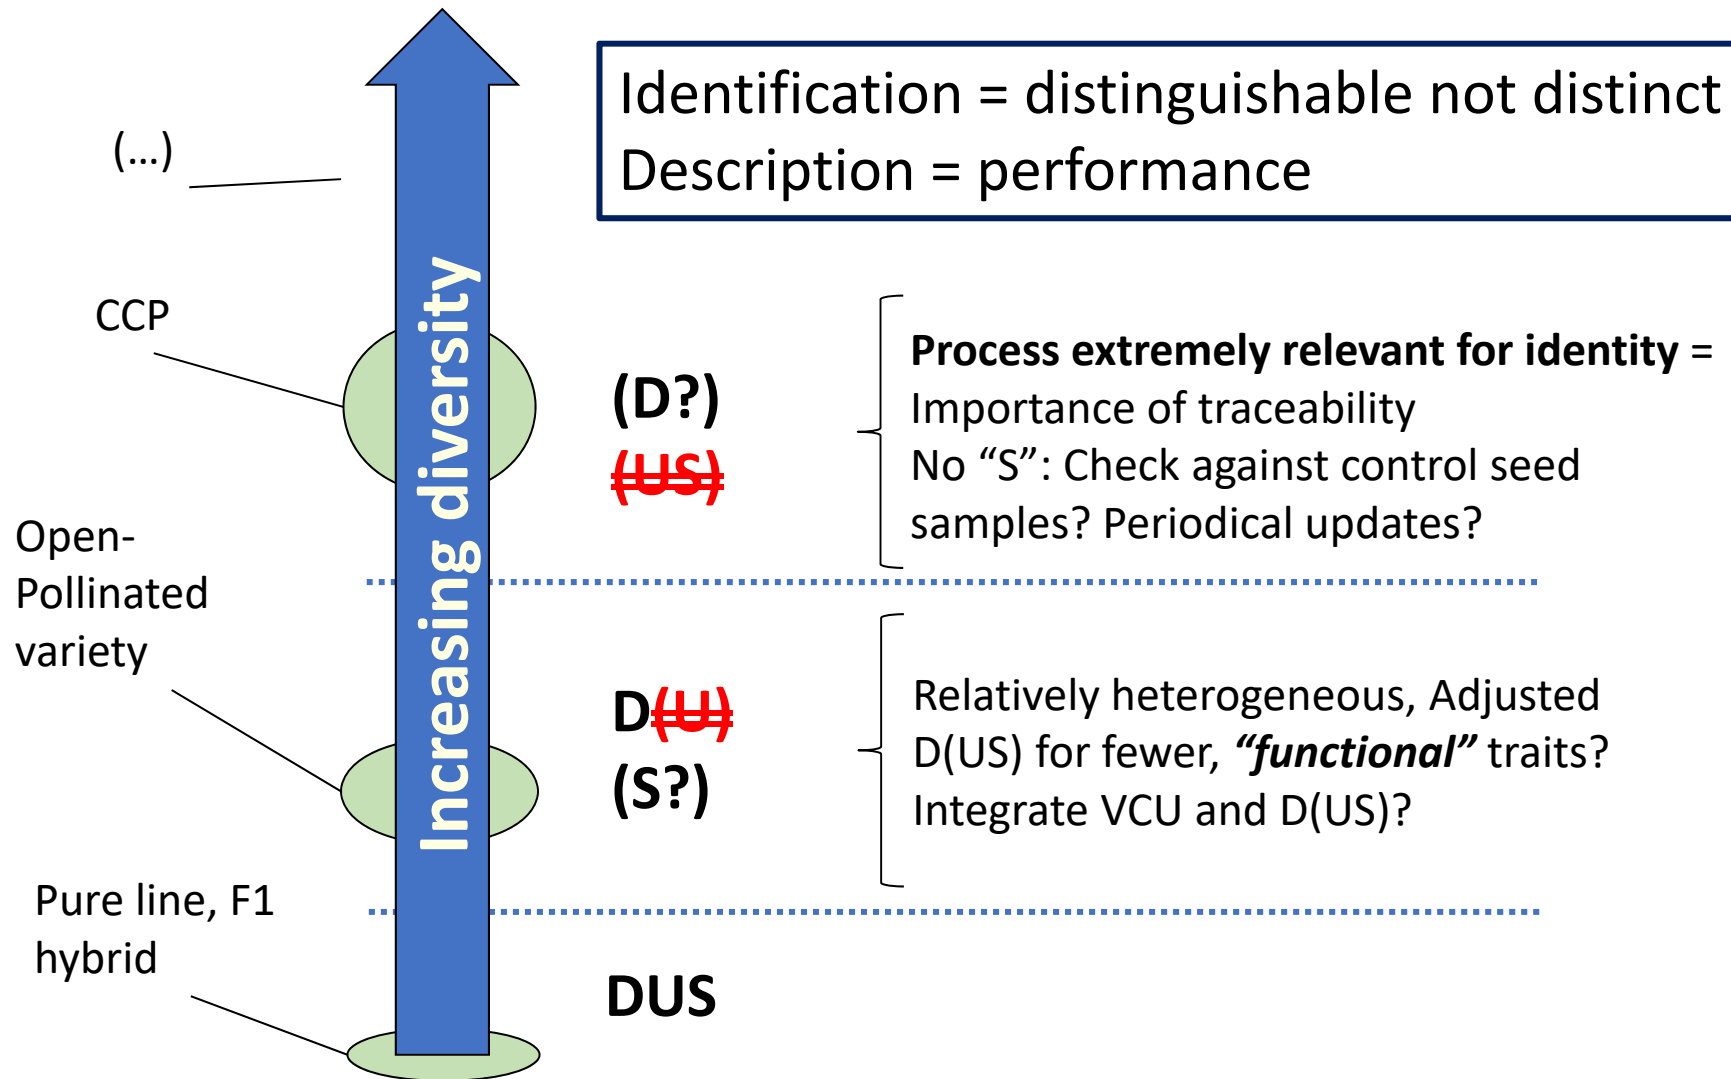 Identification = distinguishable not distinct
Description = performance
(...)
CCP
Increasing diversity
(D?)
(US)
Process extremely relevant for identity =
Importance of traceability
No “S”: Check against control seed
samples? Periodical updates?
Open-
Pollinated
variety
D(U)
(S?)
Relatively heterogeneous, Adjusted
D(US) for fewer, “functional” traits?
Integrate VCU and D(US)?
Pure line, F1
hybrid
DUS